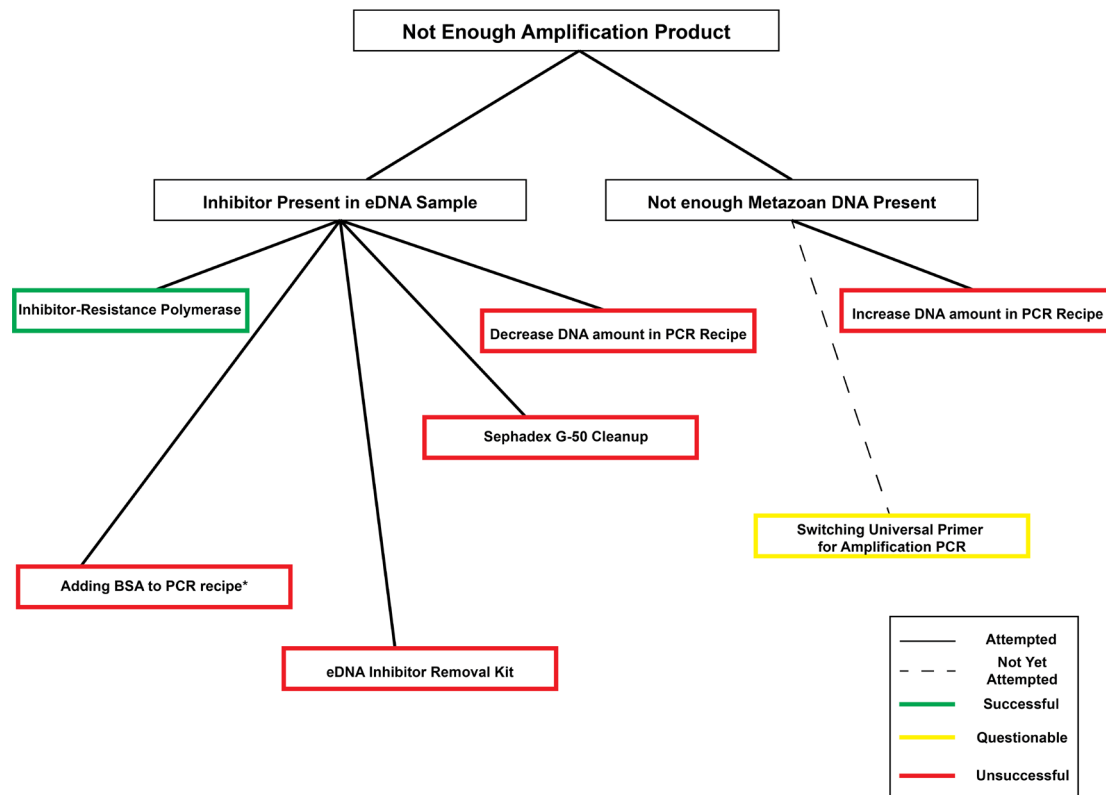 Not Enough Amplification Product
Inhibitor Present in eDNA Sample
Not enough Metazoan DNA Present
Inhibitor-Resistance Polymerase
Decrease DNA amount in PCR Recipe
Increase DNA amount in PCR Recipe
Sephadex G-50 Cleanup
Switching Universal Primer
for Amplification PCR
Adding BSA to PCR recipe*
eDNA Inhibitor Removal Kit
Attempted
Not Yet
Attempted
Successful
Questionable
Unsuccessful